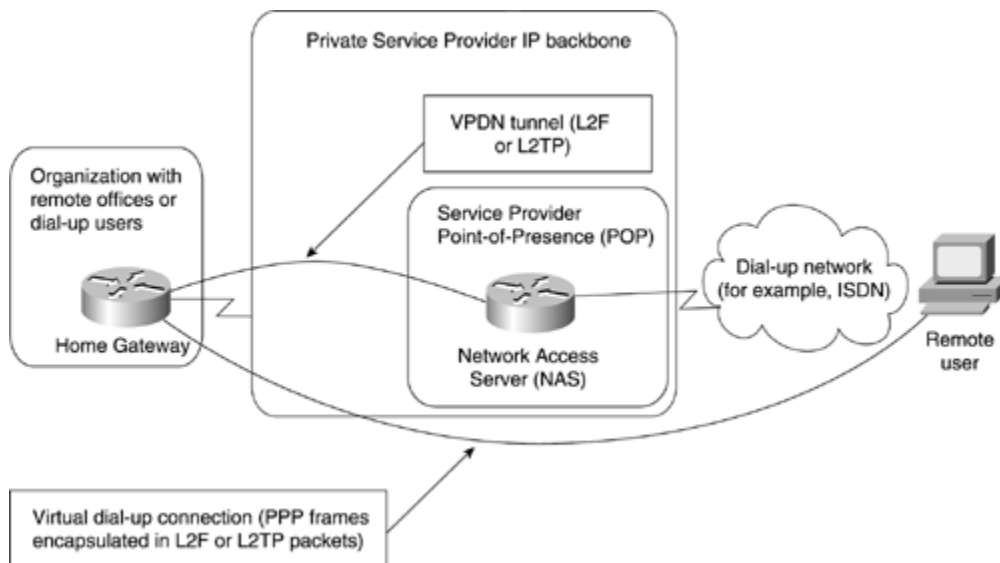 Private Service Provider IP backbone
VPDN tunnel (L2F
or L2TP)
Organization with
remote offices or
dial-up users
Service Provider
Point-of-Presence (POP)
Dial-up network
(for example, ISDN)
Home Gateway
Network Access
Server (NAS)
Remote
user
Virtual dial-up connection (PPP frames
encapsulated in L2F or L2TP packets)